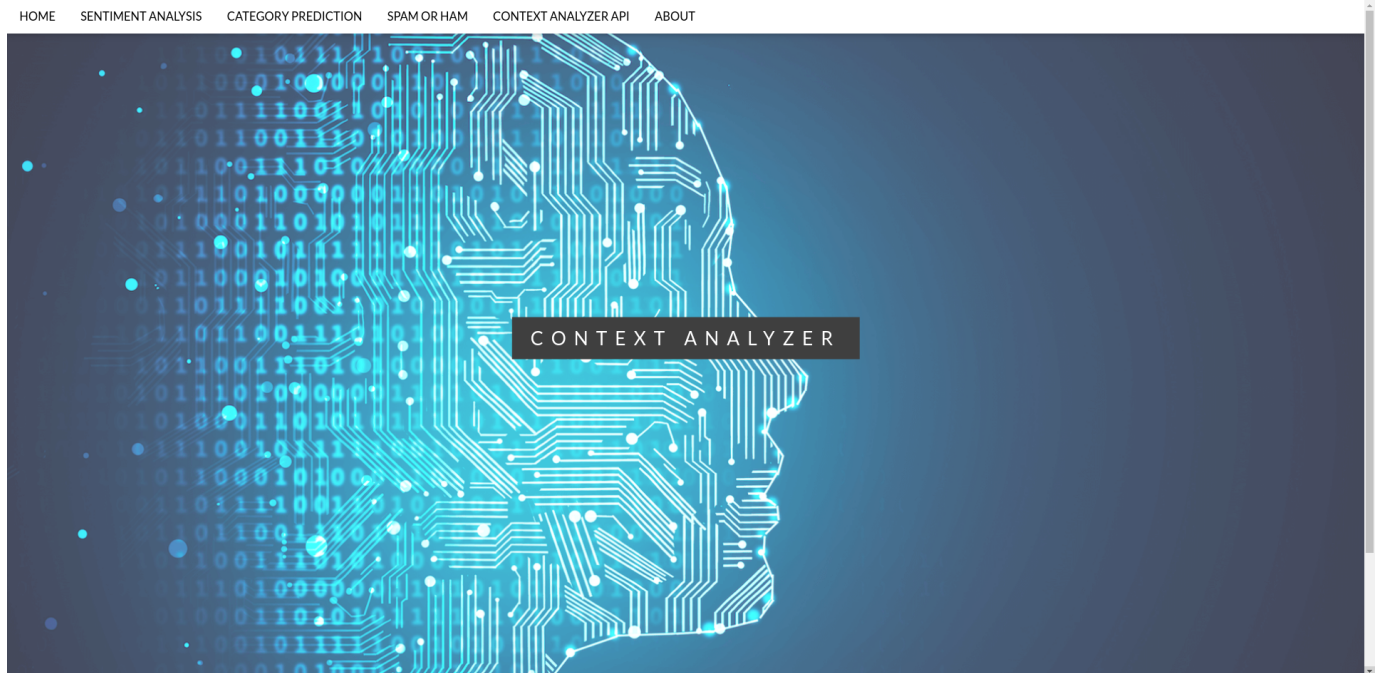 HOME SENTIMENT ANALYSIS CATEGORY PREDICTION SPAM OR HAM CONTEXT ANALYZER API ABOUT
CONTEXT ANALYZER